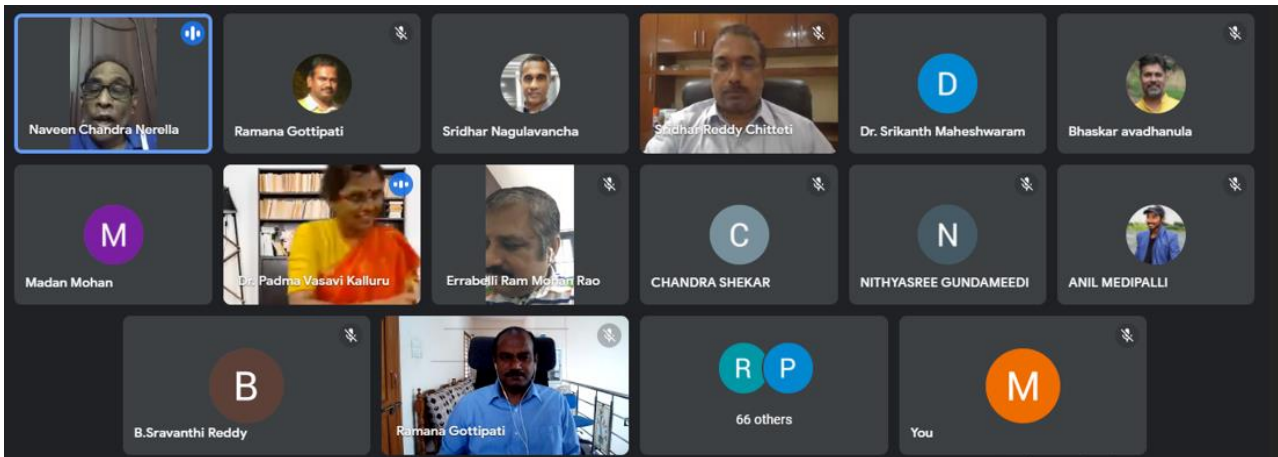 Naveen Chandra Nerella
Ramana Gottipati
Sridhar Nagulavancha
Sridhar Reddy Chitteti
D
Dr. Srikanth Maheshwaram
Bhaskar avadhanula
M
Madan Mohan
Dr. Padma Vasavi Kalluru
Errabelli Ram Mohan Rao
C
CHANDRA SHEKAR
N
NITHYASREE GUNDAMEEDI
ANIL MEDIPALLI
B
B.Sravanthi Reddy
Ramana Gottipati
R P
66 others
M
You